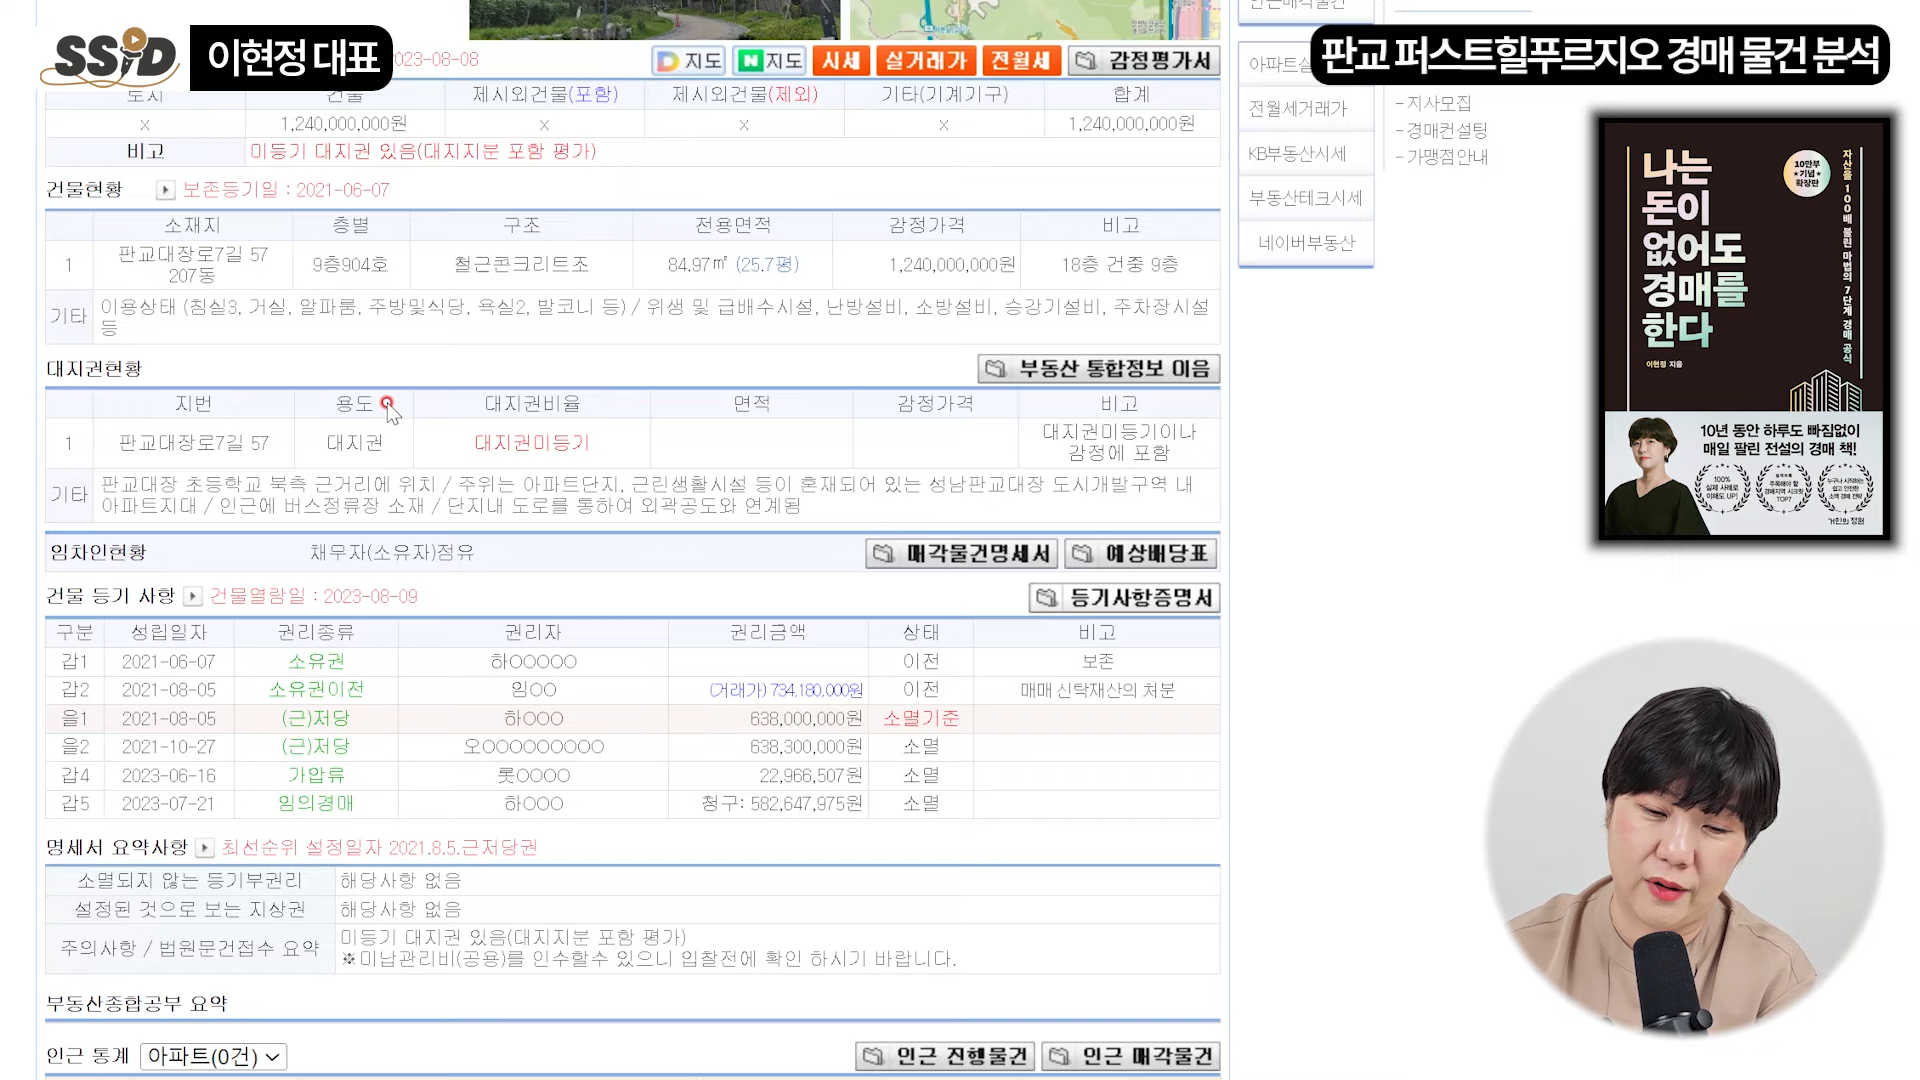 SSiD
이현정 대표
023-08-08
지도
지도
시세
실거래가
전월세
감정평가서
판교 퍼스트힐푸르지오 경매 물건 분석
건물
제시외건물(포함)
제시외건물(제외)
기타(기계기구)
합계
x
1,240,000,000원
x
x
x
1,240,000,000원
비고
미등기 대지권 있음(대지지분 포함 평가)
건물현황
보존등기일 : 2021-06-07
소재지
층별
구조
전용면적
감정가격
비고
1
판교대장로7길 57
207동
9층904호
철근콘크리트조
84.97㎡ (25.7평)
1,240,000,000원
18층 건중 9층
기타
이용상태 (침실3, 거실, 알파룸, 주방및식당, 욕실2, 발코니 등) / 위생 및 급배수시설, 난방설비, 소방설비, 승강기설비, 주차장시설
등
대지권현황
부동산 통합정보 이음
지번
용도
대지권비율
면적
감정가격
비고
1
판교대장로7길 57
대지권
대지권미등기
대지권미등기이나
감정에 포함
기타
판교대장 초등학교 북측 근거리에 위치 / 주위는 아파트단지, 근린생활시설 등이 혼재되어 있는 성남판교대장 도시개발구역 내
아파트지대 / 인근에 버스정류장 소재 / 단지내 도로를 통하여 외곽공도와 연계됨
임차인현황
채무자(소유자)점유
매각물건명세서
예상배당표
건물 등기 사항
건물열람일 : 2023-08-09
등기사항증명서
구분
성립일자
권리종류
권리자
권리금액
상태
비고
갑1
2021-06-07
소유권
하OOOOO
이전
보존
갑2
2021-08-05
소유권이전
임OO
(거래가) 734,180,000원
이전
매매 신탁재산의 처분
을1
2021-08-05
(근)저당
하OOO
638,000,000원
소멸기준
을2
2021-10-27
(근)저당
오OOOOOOOOO
638,300,000원
소멸
갑4
2023-06-16
가압류
롯OOOO
22,966,507원
소멸
갑5
2023-07-21
임의경매
하OOO
청구: 582,647,975원
소멸
명세서 요약사항
최선순위 설정일자 2021.8.5.근저당권
소멸되지 않는 등기부권리
해당사항 없음
설정된 것으로 보는 지상권
해당사항 없음
주의사항 / 법원문건접수 요약
미등기 대지권 있음(대지지분 포함 평가)
※미납관리비(공용)를 인수할수 있으니 입찰전에 확인 하시기 바랍니다.
부동산종합공부 요약
인근 통계
아파트(0건)
인근 진행물건
인근 매각물건
전월세거래가
KB부동산시세
부동산테크시세
네이버부동산
-지사모집
-경매컨설팅
-가맹점안내
나는
돈이
없어도
경매를
한다
이현정 지음
10만부
기념
확장판
자산을 100배 불린 마법의 7단계 경매 공식
10년 동안 하루도 빠짐없이
매일 팔린 전설의 경매 책!
100%
실제 사례로
이해도 UP!